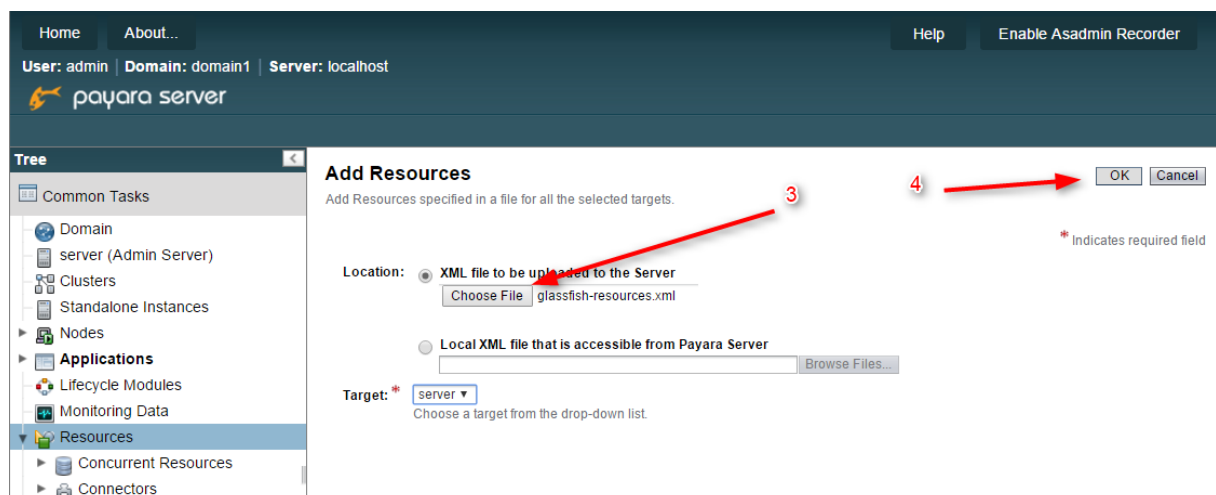 Home About... Help Enable Asadmin Recorder
User: admin | Domain: domain1 | Server: localhost
payara server
Tree
Common Tasks
Domain
server (Admin Server)
Clusters
Standalone Instances
Nodes
Applications
Lifecycle Modules
Monitoring Data
Resources
Concurrent Resources
Connectors
Add Resources
4 OK Cancel
Add Resources specified in a file for all the selected targets.
3
* Indicates required field
Location: XML file to be uploaded to the Server
Choose File glassfish-resources.xml
Local XML file that is accessible from Payara Server
Browse Files...
Target: * server
Choose a target from the drop-down list.